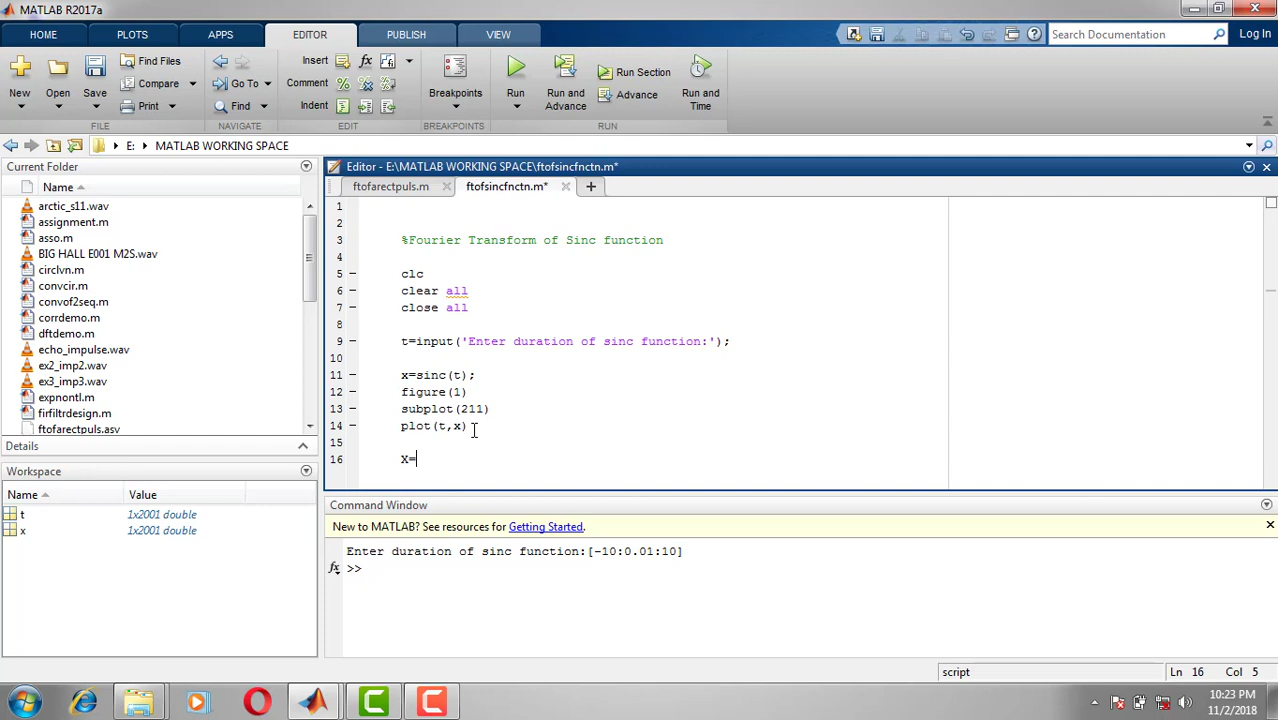 MATLAB R2017a
HOME PLOTS APPS EDITOR PUBLISH VIEW Search Documentation Log In
New Open Save Find Files Compare Print
FILE
Go To Find
NAVIGATE
Insert fx
Comment
Indent
EDIT
Breakpoints
BREAKPOINTS
Run Run and Advance Run Section Advance Run and Time
RUN
E: MATLAB WORKING SPACE
Current Folder
Name
arctic_s11.wav
assignment.m
asso.m
BIG HALL E001 M2S.wav
circlvn.m
convcir.m
convof2seq.m
corrdemo.m
dftdemo.m
echo_impulse.wav
ex2_imp2.wav
ex3_imp3.wav
expnontl.m
firfiltrdesign.m
ftofarectpuls.asv
Details
Workspace
Name Value
t 1x2001 double
x 1x2001 double
Editor - E:\MATLAB WORKING SPACE\ftofsincfnctn.m*
ftofarectpuls.m ftofsincfnctn.m*
1
2
3 %Fourier Transform of Sinc function
4
5 clc
6 clear all
7 close all
8
9 t=input('Enter duration of sinc function:');
10
11 x=sinc(t);
12 figure(1)
13 subplot(211)
14 plot(t,x)
15
16 X=
Command Window
New to MATLAB? See resources for Getting Started.
Enter duration of sinc function:[-10:0.01:10]
fx >>
script Ln 16 Col 5
10:23 PM
11/2/2018